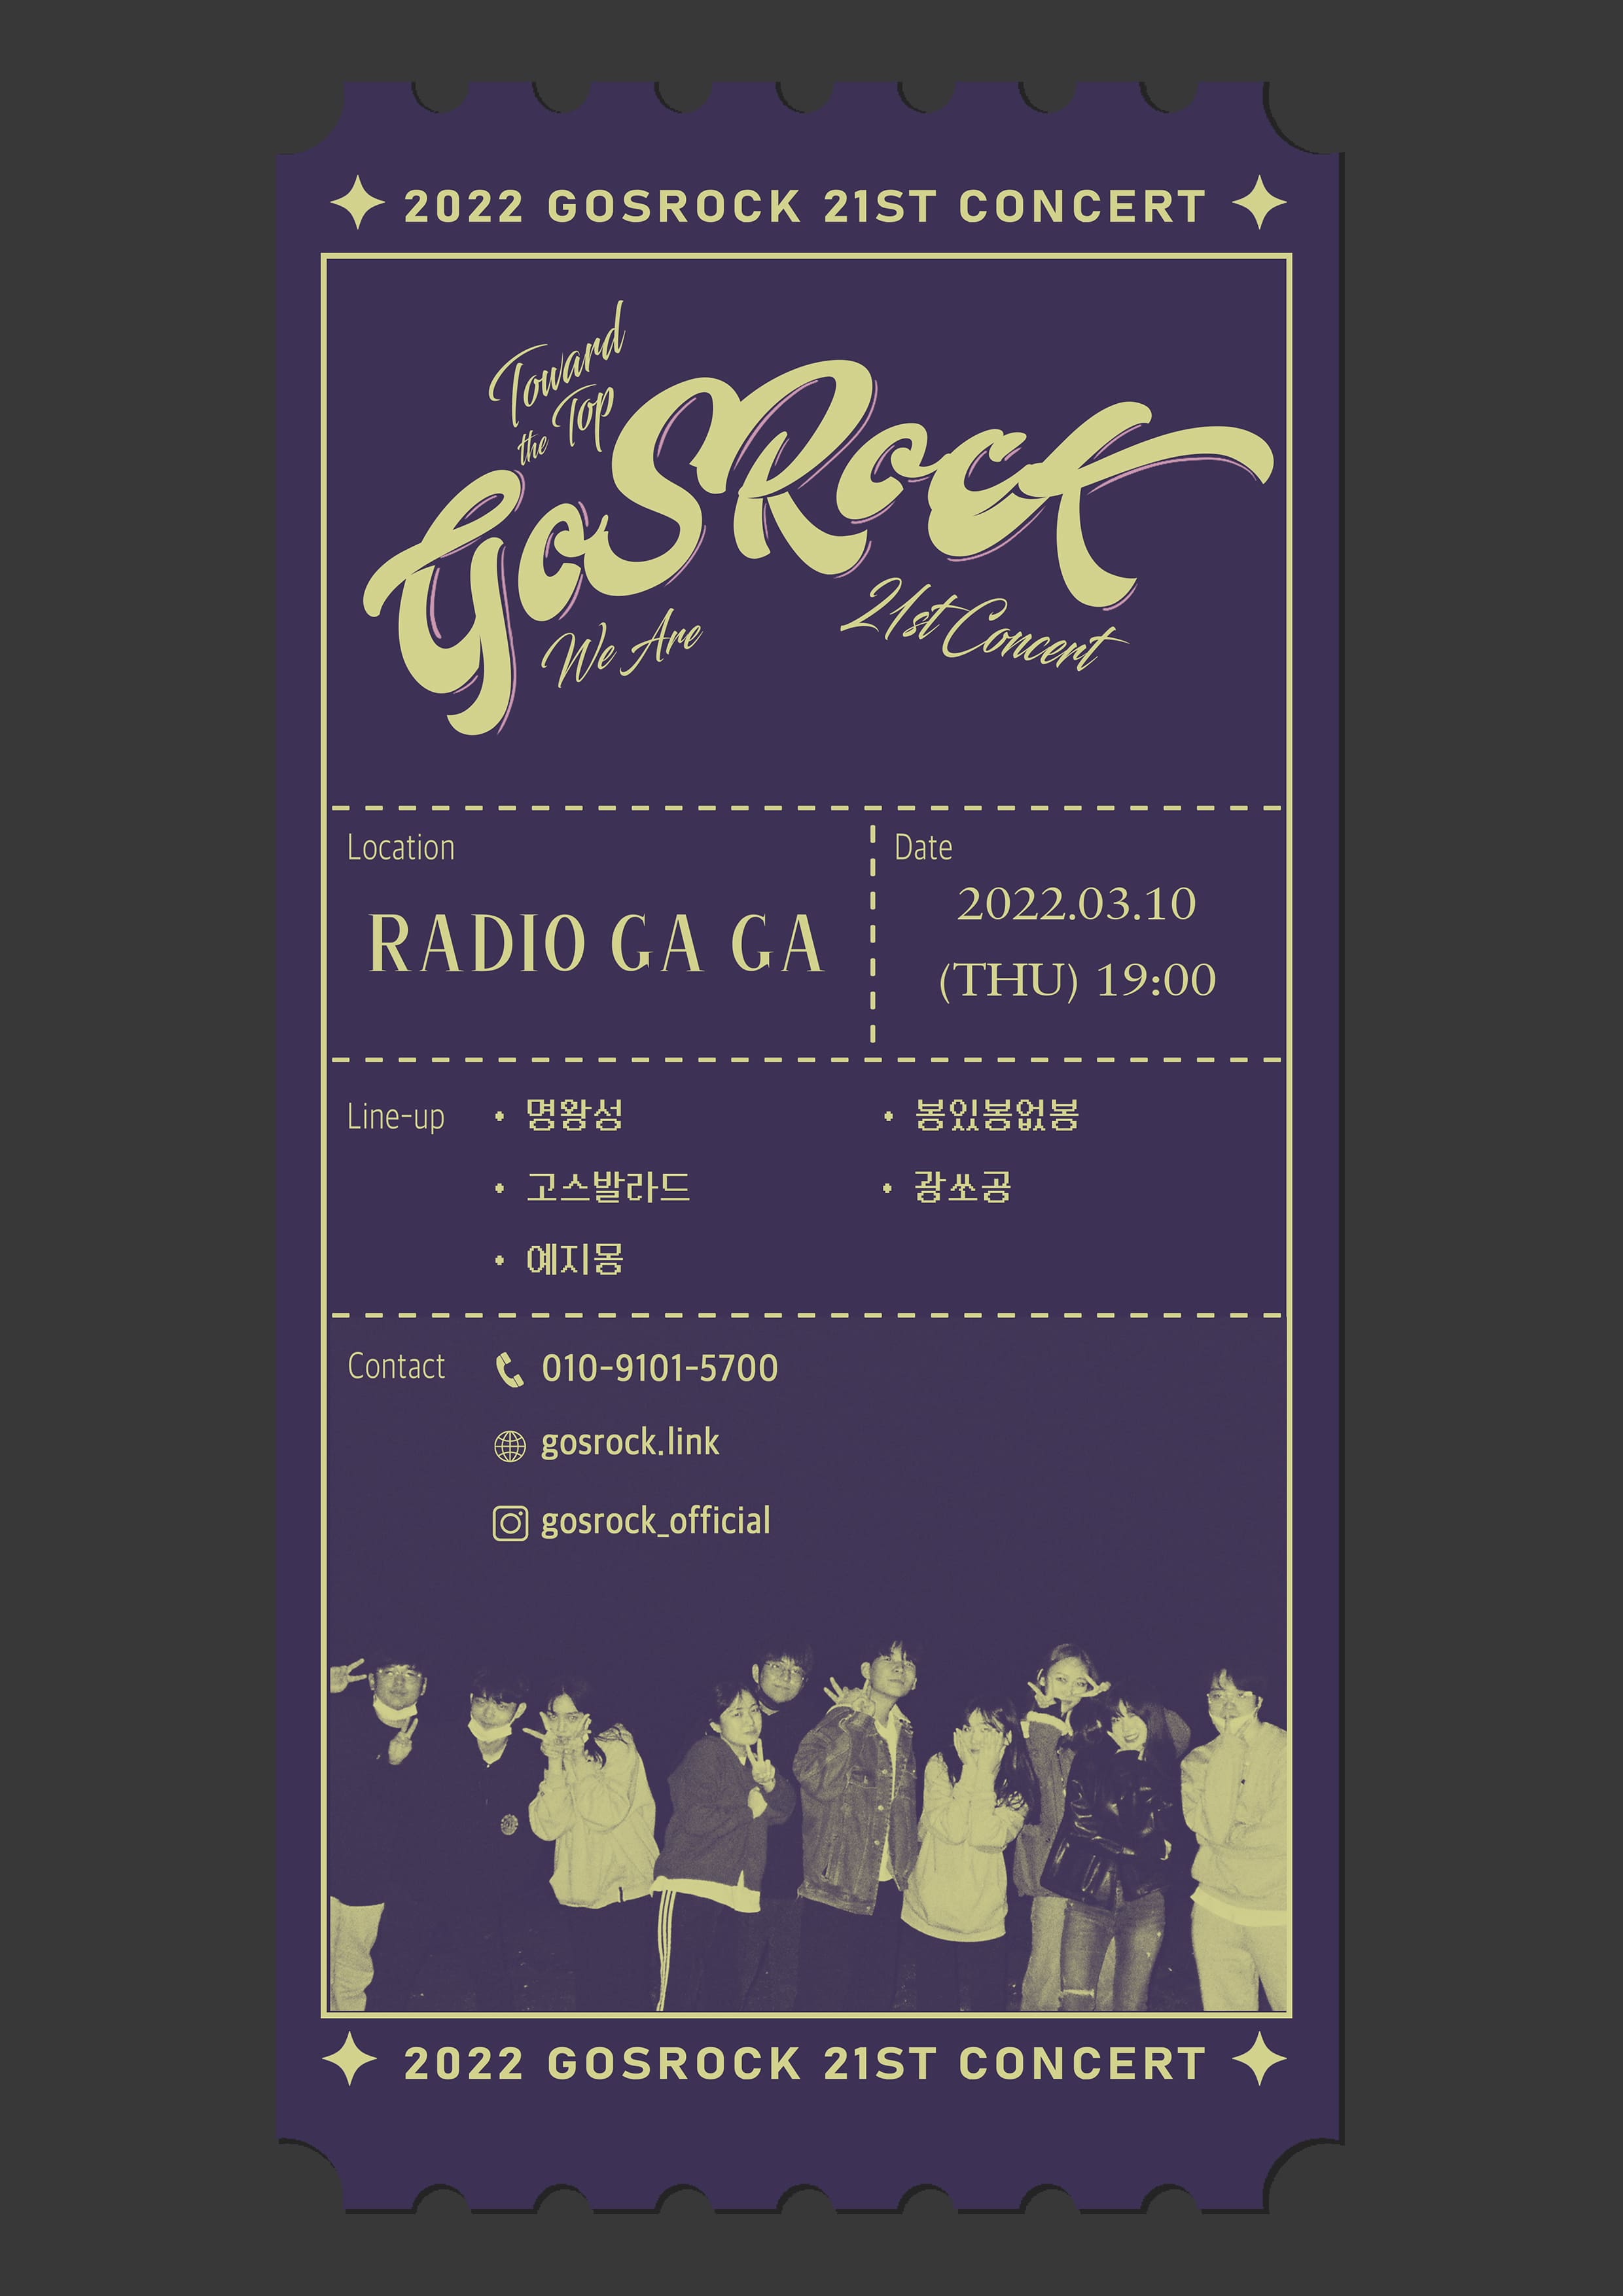 2022 GOSROCK 21ST CONCERT
Toward
the Top
GoSRock
We Are
21st Concert
Location
RADIO GA GA
Date
2022.03.10
(THU) 19:00
Line-up
• 명왕성
• 봉있봉없봉
• 고스발라드
• 광쏘공
• 예지몽
Contact
010-9101-5700
gosrock.link
gosrock_official
2022 GOSROCK 21ST CONCERT